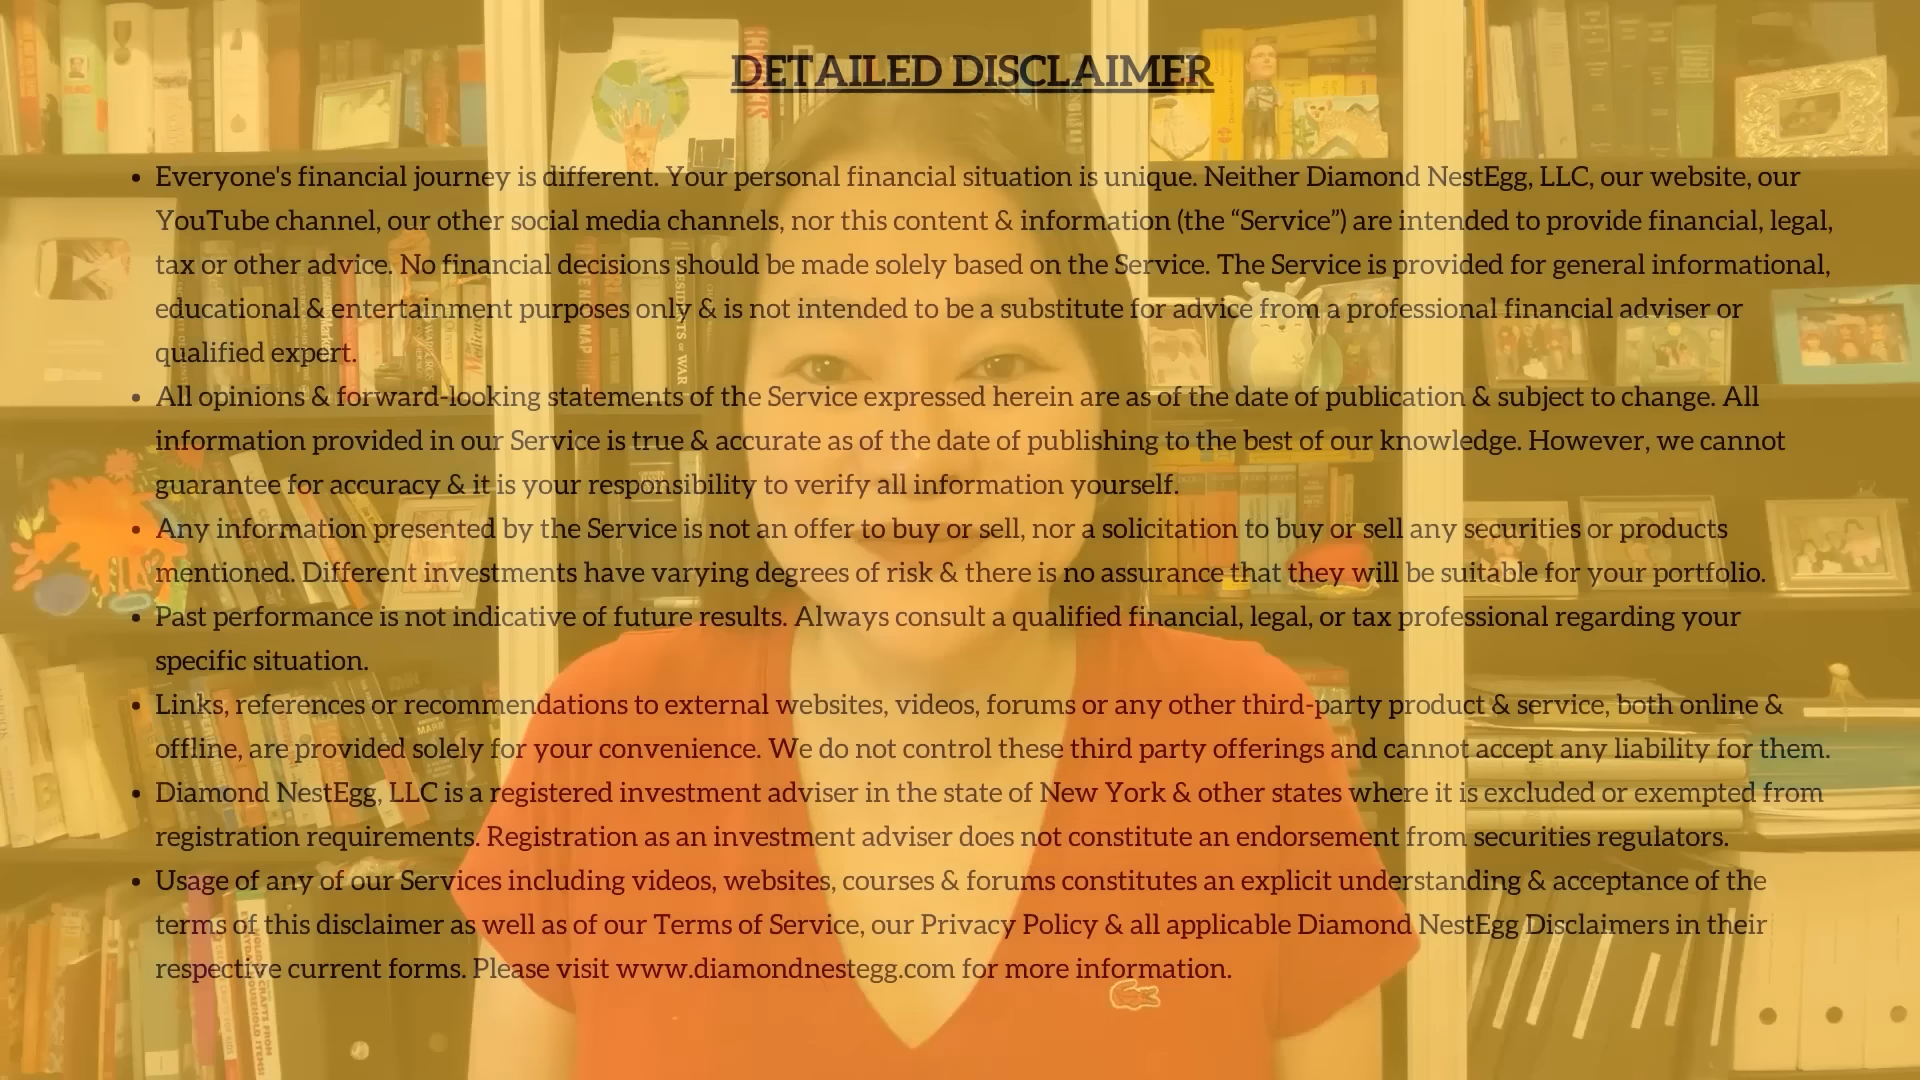 DETAILED DISCLAIMER
• Everyone's financial journey is different. Your personal financial situation is unique. Neither Diamond NestEgg, LLC, our website, our
YouTube channel, our other social media channels, nor this content & information (the “Service”) are intended to provide financial, legal,
tax or other advice. No financial decisions should be made solely based on the Service. The Service is provided for general informational,
educational & entertainment purposes only & is not intended to be a substitute for advice from a professional financial adviser or
qualified expert.
• All opinions & forward-looking statements of the Service expressed herein are as of the date of publication & subject to change. All
information provided in our Service is true & accurate as of the date of publishing to the best of our knowledge. However, we cannot
guarantee for accuracy & it is your responsibility to verify all information yourself.
• Any information presented by the Service is not an offer to buy or sell, nor a solicitation to buy or sell any securities or products
mentioned. Different investments have varying degrees of risk & there is no assurance that they will be suitable for your portfolio.
• Past performance is not indicative of future results. Always consult a qualified financial, legal, or tax professional regarding your
specific situation.
• Links, references or recommendations to external websites, videos, forums or any other third-party product & service, both online &
offline, are provided solely for your convenience. We do not control these third party offerings and cannot accept any liability for them.
• Diamond NestEgg, LLC is a registered investment adviser in the state of New York & other states where it is excluded or exempted from
registration requirements. Registration as an investment adviser does not constitute an endorsement from securities regulators.
• Usage of any of our Services including videos, websites, courses & forums constitutes an explicit understanding & acceptance of the
terms of this disclaimer as well as of our Terms of Service, our Privacy Policy & all applicable Diamond NestEgg Disclaimers in their
respective current forms. Please visit www.diamondnestegg.com for more information.